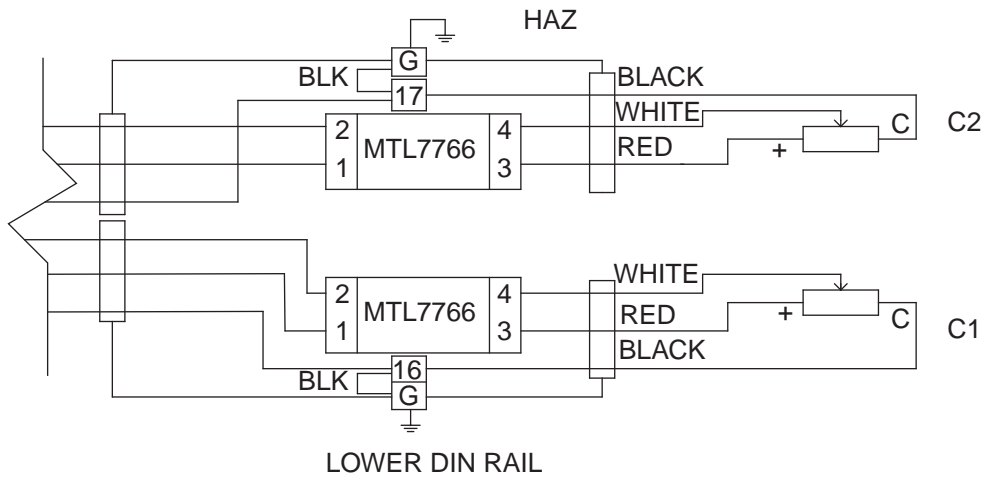 HAZ
G
BLK
BLACK
17
WHITE
2 MTL7766 4
C C2
RED
1 3
+
WHITE
2 MTL7766 4
RED
+
C C1
1 3
BLACK
16
BLK
G
LOWER DIN RAIL